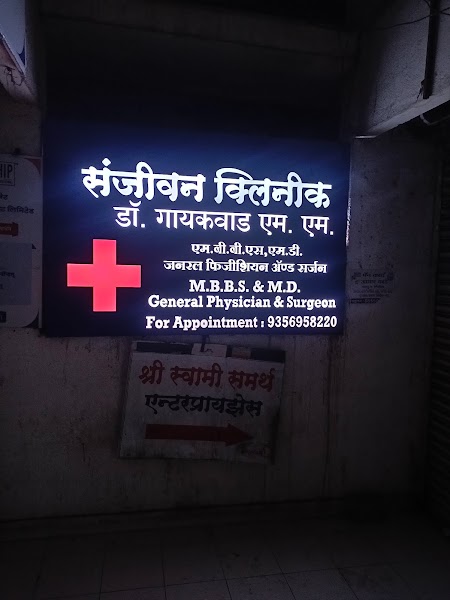 संजीवन क्लिनीक
डॉ. गायकवाड एम. एम.
एम.बी.बी.एस,एम.डी.
जनरल फिजीशियन ॲण्ड सर्जन
M.B.B.S. & M.D.
General Physician & Surgeon
For Appointment : 9356958220
श्री स्वामी समर्थ
एन्टरप्रायझेस